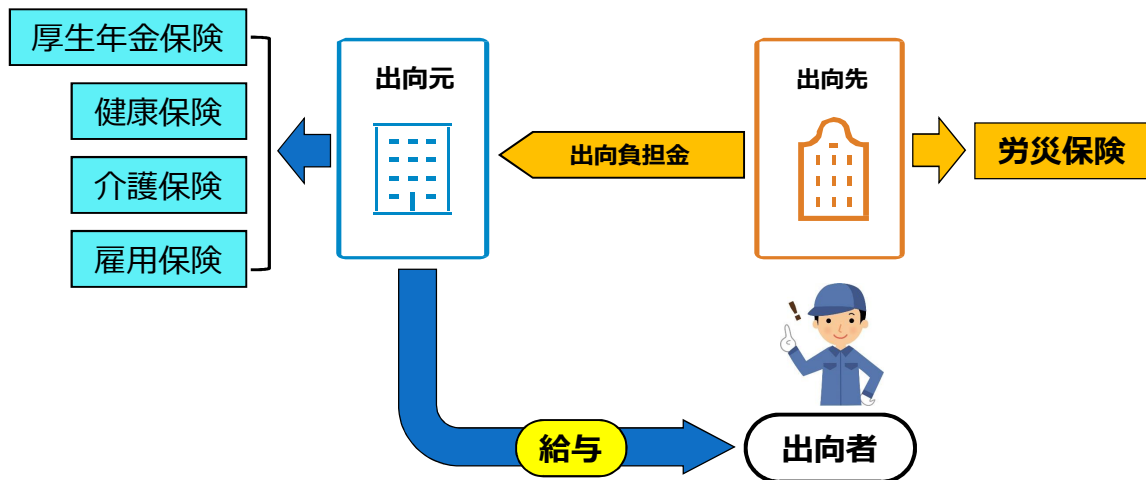 厚生年金保険
健康保険
介護保険
雇用保険
出向元
出向負担金
出向先
労災保険
!
給与
出向者